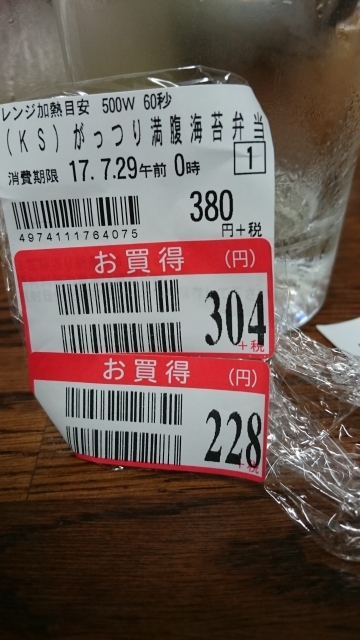 レンジ加熱目安 500W 60秒
(KS)がっつり満腹海苔弁当
消費期限 17.7.29午前 0時
1
380
円+税
4974111764075
お買得 (円)
304
+税
お買得 (円)
228
+税